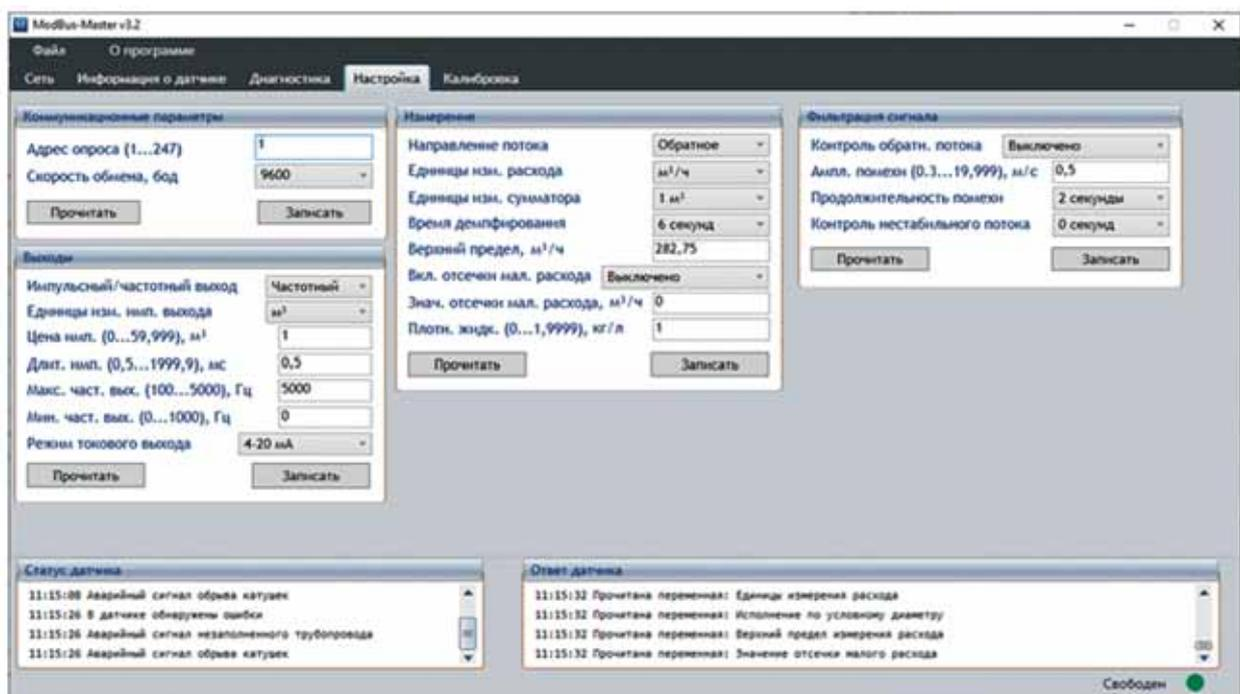 ModBus-Master v3.2
Файл О программе
Сеть Информация о датчике Диагностика Настройка Калибровка
Коммуникационные параметры
Адрес опроса (1...247) 1
Скорость обмена, бод 9600
Прочитать Записать
Выходы
Импульсный/частотный выход Частотный
Единицы изм. имп. выхода м³
Цена имп. (0...59,999), м³ 1
Длит. имп. (0,5...1999,9), мс 0,5
Макс. част. вых. (100...5000), Гц 5000
Мин. част. вых. (0...1000), Гц 0
Режим токового выхода 4-20 мА
Прочитать Записать
Измерение
Направление потока Обратное
Единицы изм. расхода м³/ч
Единицы изм. сумматора 1 м³
Время демпфирования 6 секунд
Верхний предел, м³/ч 282,75
Вкл. отсечки мал. расхода Выключено
Знач. отсечки мал. расхода, м³/ч 0
Плотн. жидк. (0...1,9999), кг/л 1
Прочитать Записать
Фильтрация сигнала
Контроль обратн. потока Выключено
Ампл. помехи (0.3...19,999), м/с 0,5
Продолжительность помехи 2 секунды
Контроль нестабильного потока 0 секунд
Прочитать Записать
Статус датчика
11:15:08 Аварийный сигнал обрыва катушек
11:15:26 В датчике обнаружены ошибки
11:15:26 Аварийный сигнал незаполненного трубопровода
11:15:26 Аварийный сигнал обрыва катушек
Ответ датчика
11:15:32 Прочитана переменная: Единицы измерения расхода
11:15:32 Прочитана переменная: Исполнение по условному диаметру
11:15:32 Прочитана переменная: Верхний предел измерения расхода
11:15:32 Прочитана переменная: Значение отсечки малого расхода
Свободен